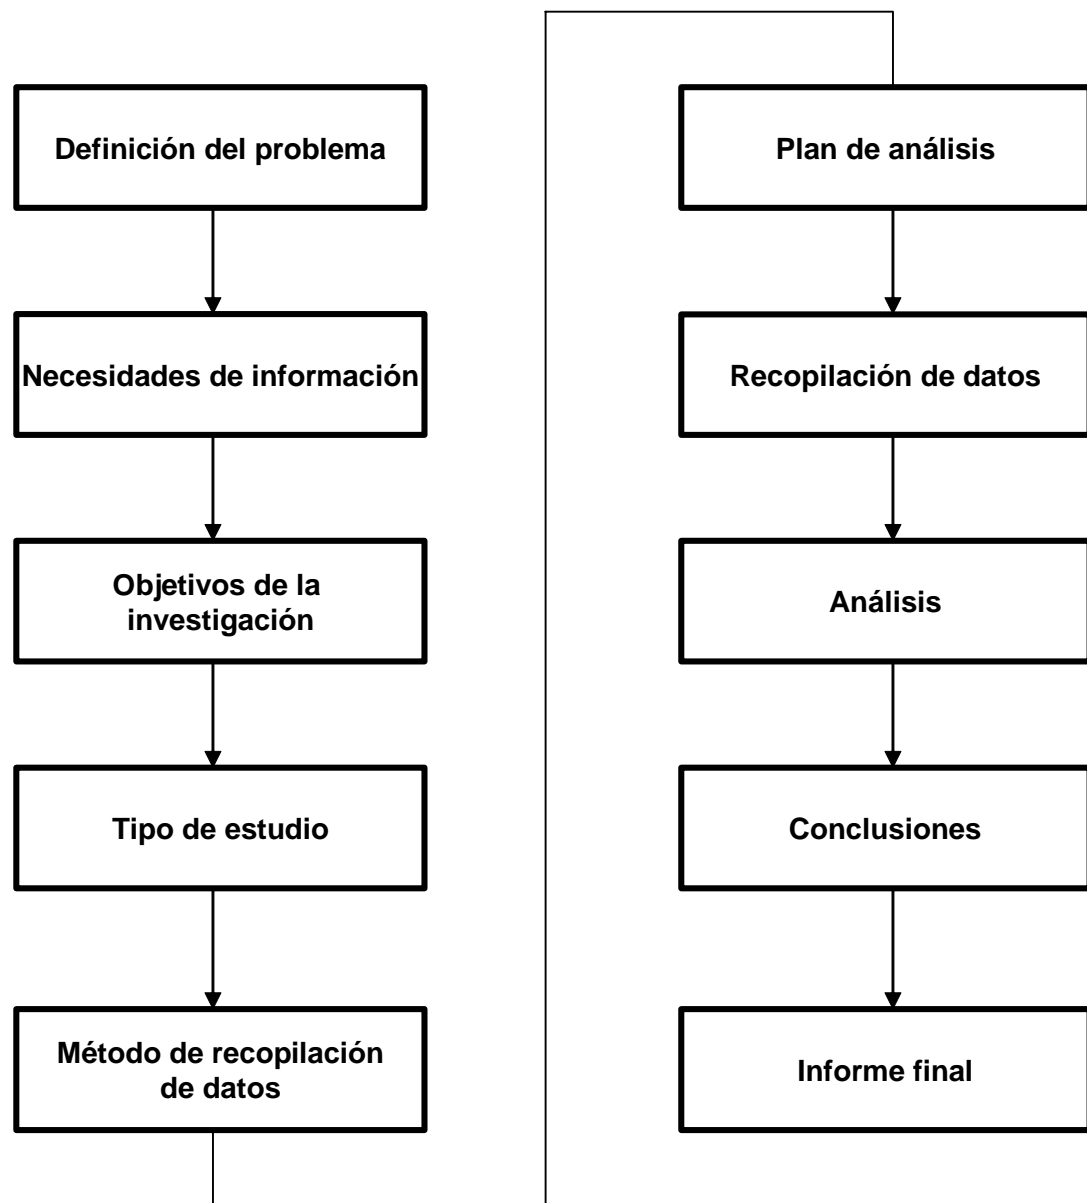 Definición del problema
Necesidades de información
Objetivos de la
investigación
Tipo de estudio
Método de recopilación
de datos
Plan de análisis
Recopilación de datos
Análisis
Conclusiones
Informe final